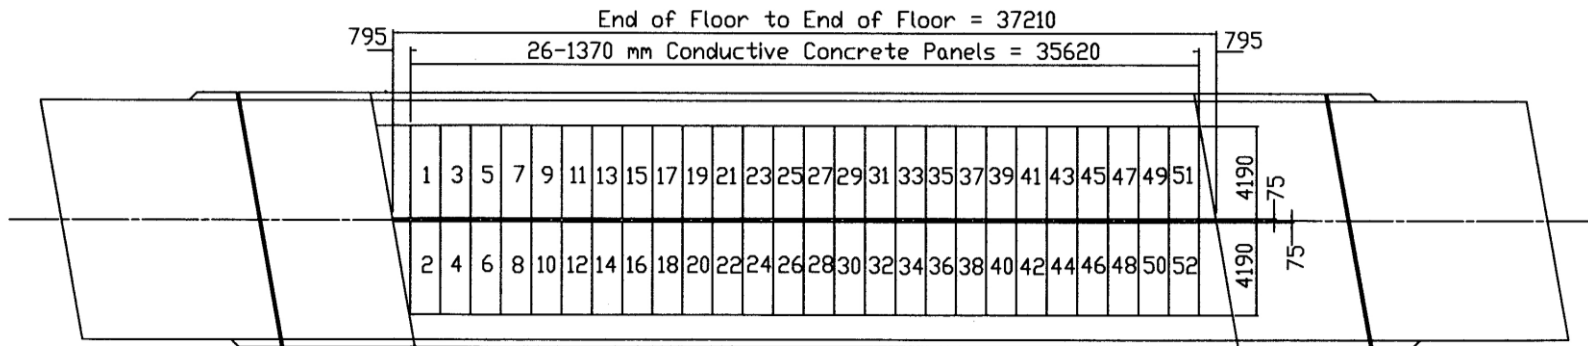 End of Floor to End of Floor = 37210
795 795
26-1370 mm Conductive Concrete Panels = 35620
1 3 5 7 9 11 13 15 17 19 21 23 25 27 29 31 33 35 37 39 41 43 45 47 49 51 4190 75
2 4 6 8 10 12 14 16 18 20 22 24 26 28 30 32 34 36 38 40 42 44 46 48 50 52 4190 75